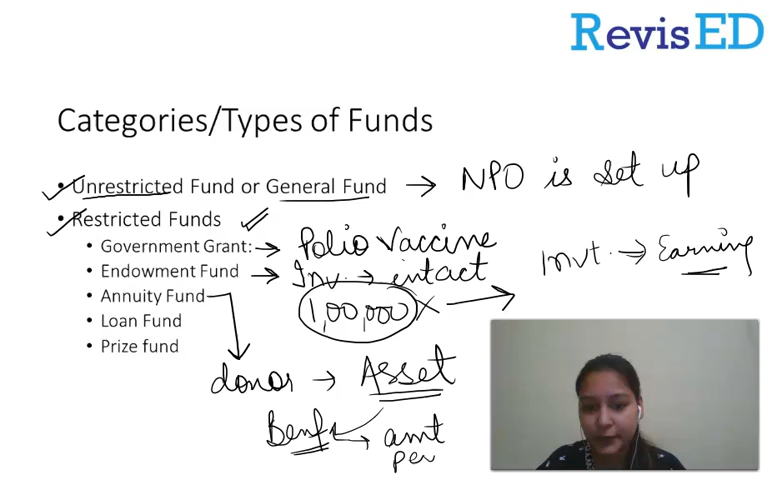 RevisED
Categories/Types of Funds
• Unrestricted Fund or General Fund → NPO is set up
• Restricted Funds
• Government Grant: → Polio Vaccine
• Endowment Fund → Inv. → intact
Invt. → Earning
• Annuity Fund
1,00,000 X →
• Loan Fund
• Prize fund
donor → Asset
Benf → amt
per